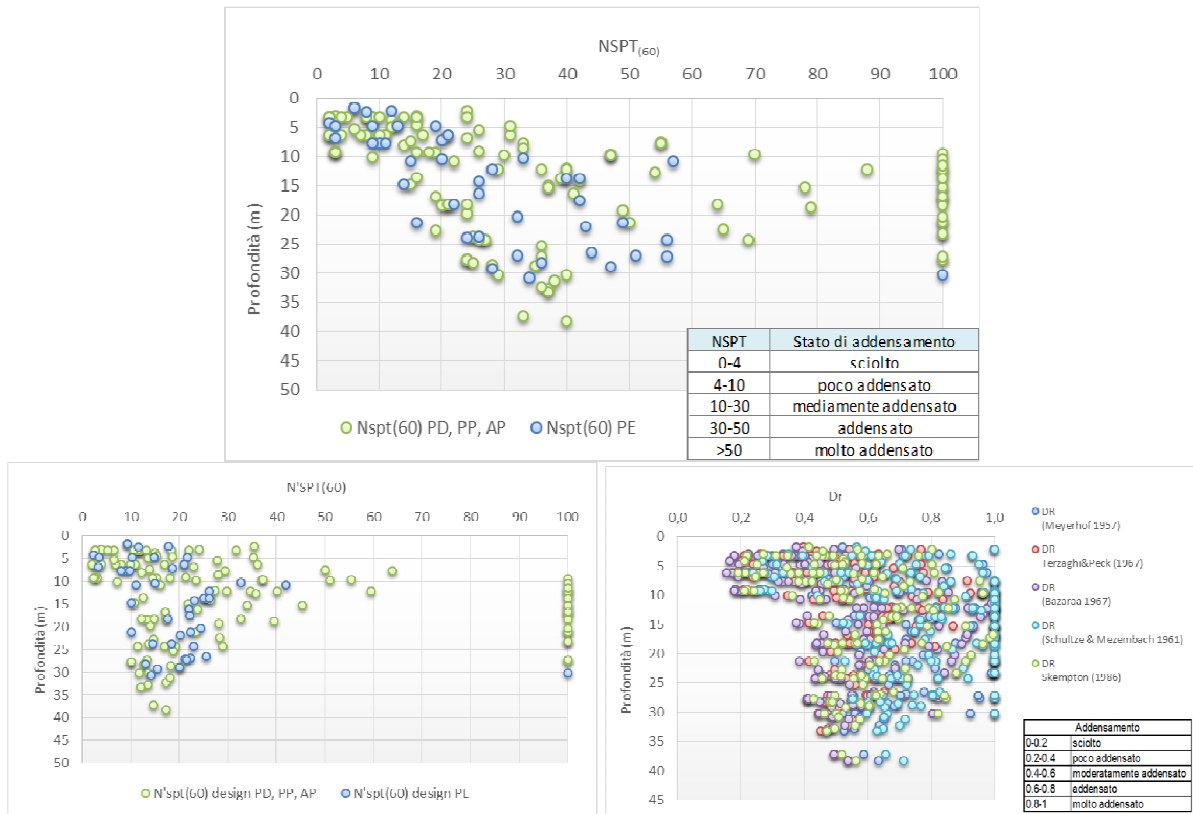 NSPT(60)
0 10 20 30 40 50 60 70 80 90 100
0
5
10
15
20
25
30
35
40
45
50
Profondità (m)
NSPT Stato di addensamento
0-4 sciolto
4-10 poco addensato
10-30 mediamente addensato
30-50 addensato
>50 molto addensato
Nspt(60) PD, PP, AP Nspt(60) PE
N'SPT(60)
0 10 20 30 40 50 60 70 80 90 100
0
5
10
15
20
25
30
35
40
45
50
Profondità (m)
N'spt(60) design PD, PP, AP N'spt(60) design PE
Dr
0,0 0,2 0,4 0,6 0,8 1,0
0
5
10
15
20
25
30
35
40
45
Profondità (m)
DR
(Meyerhof 1957)
DR
Terzaghi&Peck (1967)
DR
(Bazaraa 1967)
DR
(Schultze & Mezembach 1961)
DR
Skempton (1986)
Addensamento
0-0.2 sciolto
0.2-0.4 poco addensato
0.4-0.6 moderatamente addensato
0.6-0.8 addensato
0.8-1 molto addensato